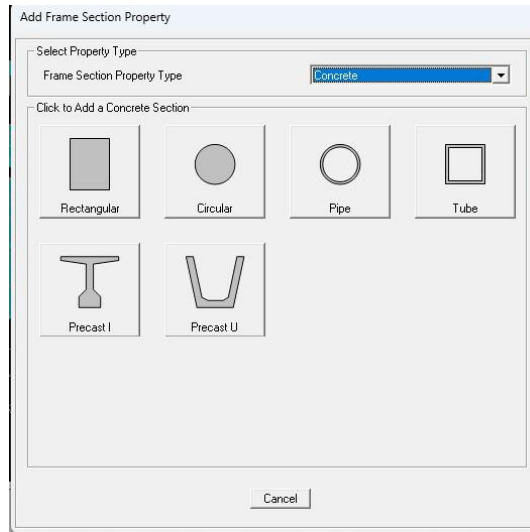 Add Frame Section Property
Select Property Type
Frame Section Property Type
Concrete
Click to Add a Concrete Section
Rectangular
Circular
Pipe
Tube
Precast I
Precast U
Cancel